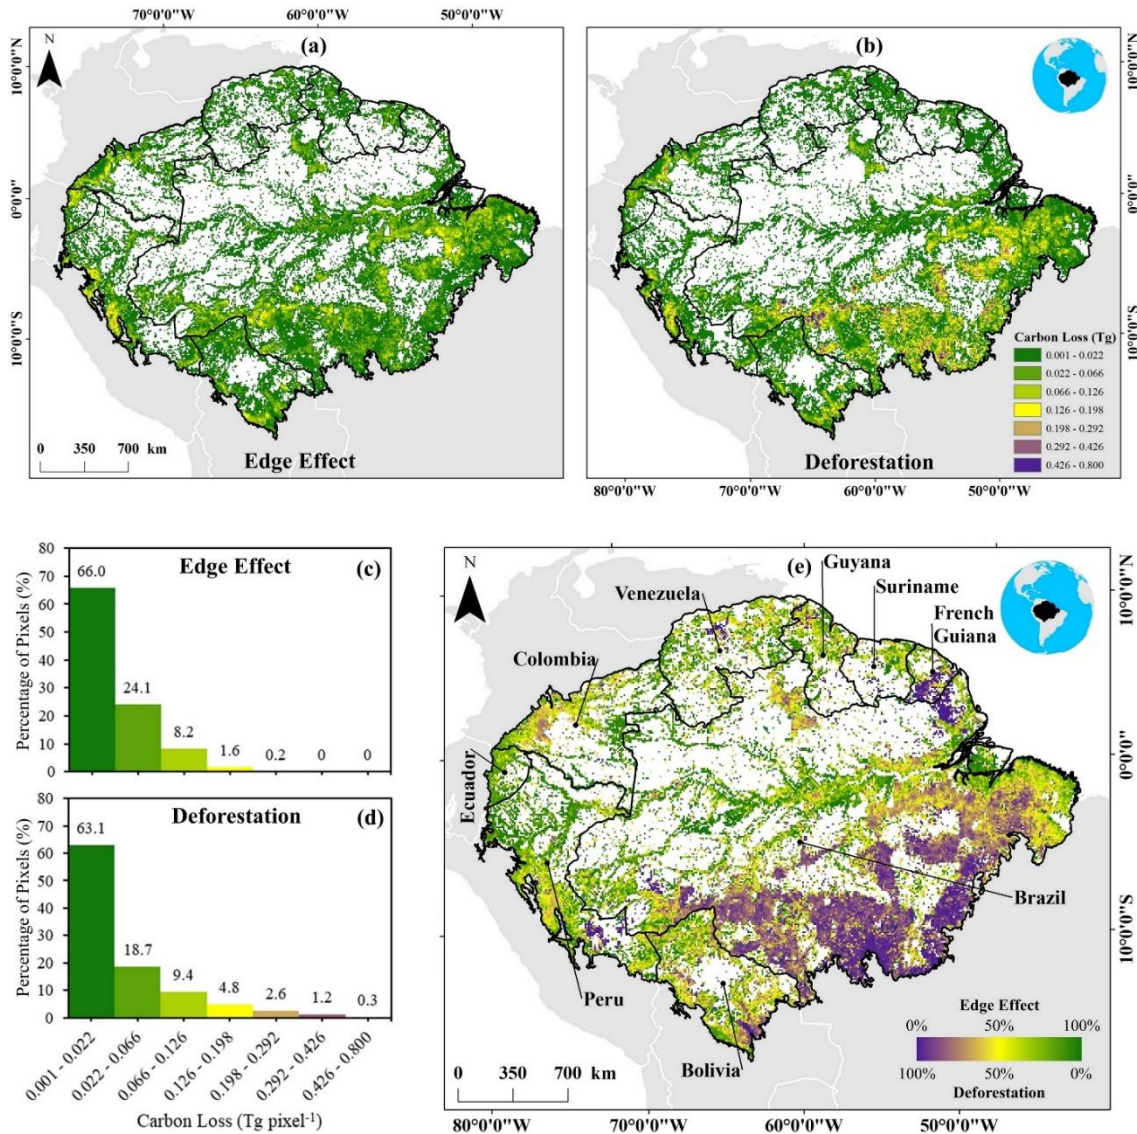 70°0'0"W
60°0'0"W
50°0'0"W
10°0'0"N
0°0'0"
10°0'0"S
N
(a)
0 350 700 km
Edge Effect
(b)
10°0'0"N
0°0'0"
10°0'0"S
Carbon Loss (Tg)
0.001 - 0.022
0.022 - 0.066
0.066 - 0.126
0.126 - 0.198
0.198 - 0.292
0.292 - 0.426
0.426 - 0.800
Deforestation
80°0'0"W
70°0'0"W
60°0'0"W
50°0'0"W
Percentage of Pixels (%)
80
70
60
50
40
30
20
10
0
Edge Effect
(c)
66.0
24.1
8.2
1.6
0.2
0
0
Percentage of Pixels (%)
80
70
60
50
40
30
20
10
0
Deforestation
(d)
63.1
18.7
9.4
4.8
2.6
1.2
0.3
0.001 - 0.022
0.022 - 0.066
0.066 - 0.126
0.126 - 0.198
0.198 - 0.292
0.292 - 0.426
0.426 - 0.800
Carbon Loss (Tg pixel⁻¹)
N
(e)
Guyana
Suriname
French
Guiana
Venezuela
Colombia
Ecuador
Peru
Bolivia
Brazil
10°0'0"N
0°0'0"
10°0'0"S
Edge Effect
0% 50% 100%
100% 50% 0%
Deforestation
0 350 700 km
80°0'0"W
70°0'0"W
60°0'0"W
50°0'0"W